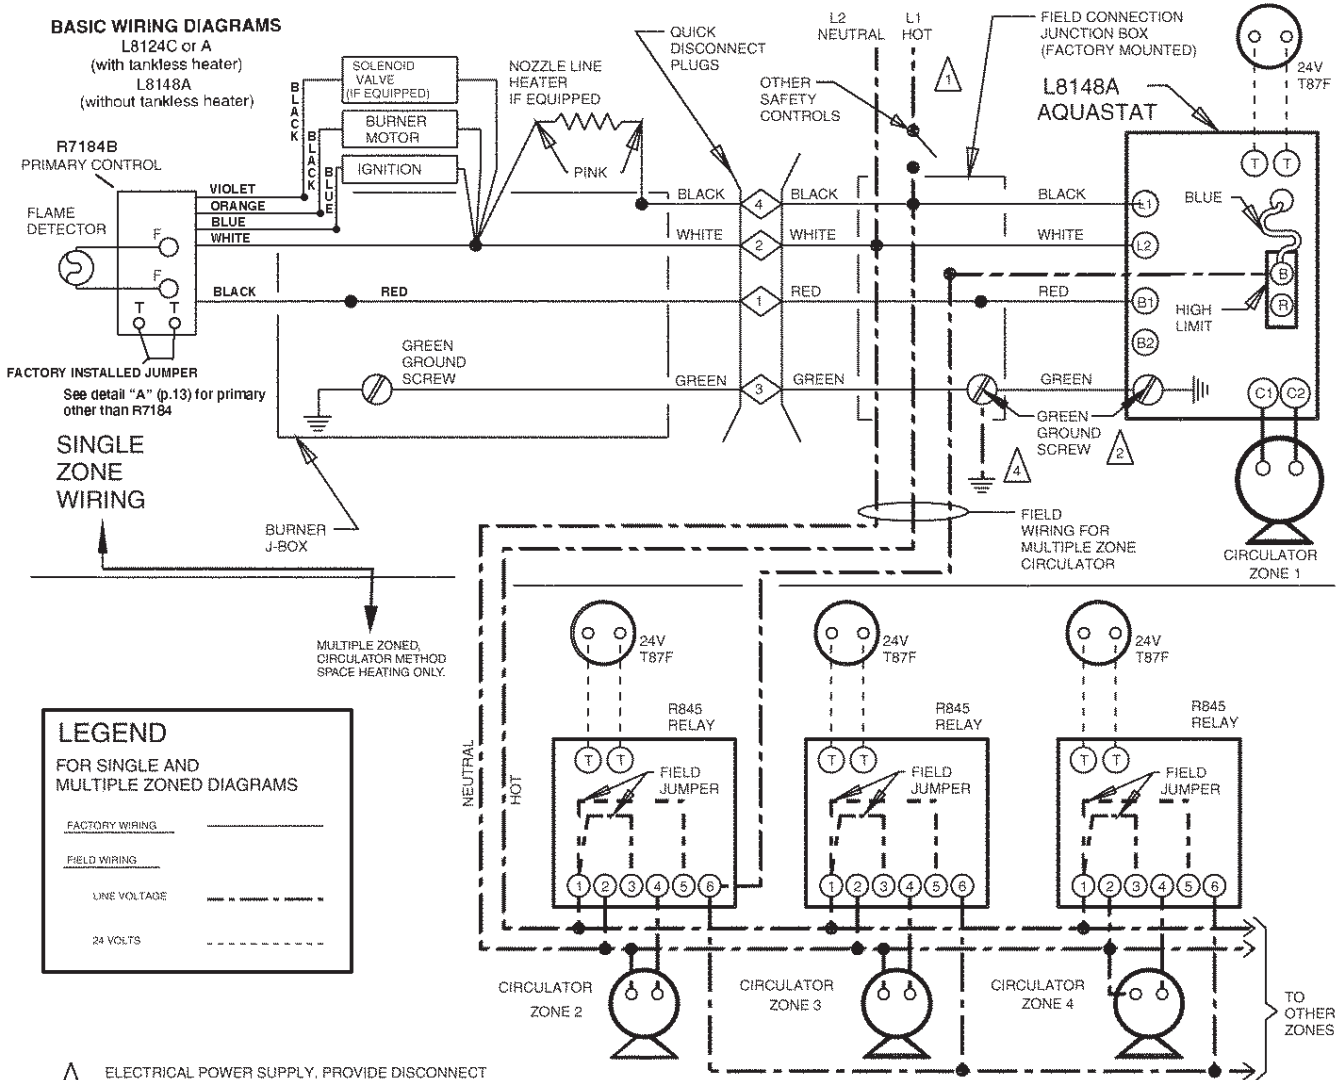 BASIC WIRING DIAGRAMS
L8124C or A
(with tankless heater)
L8148A
(without tankless heater)
R7184B
PRIMARY CONTROL
FLAME
DETECTOR
F
F
T T
VIOLET
ORANGE
BLUE
WHITE
BLACK
BLACK
BLACK
BLUE
SOLENOID
VALVE
(IF EQUIPPED)
BURNER
MOTOR
IGNITION
NOZZLE LINE
HEATER
IF EQUIPPED
PINK
RED
FACTORY INSTALLED JUMPER
See detail "A" (p.13) for primary
other than R7184
GREEN
GROUND
SCREW
BURNER
J-BOX
QUICK
DISCONNECT
PLUGS
BLACK 4 BLACK
WHITE 2 WHITE
1 RED
GREEN 3 GREEN
L2
NEUTRAL
L1
HOT
1
OTHER
SAFETY
CONTROLS
FIELD CONNECTION
JUNCTION BOX
(FACTORY MOUNTED)
L8148A
AQUASTAT
24V
T87F
T T
BLACK L1
WHITE L2
RED B1
B2
BLUE
B
R
HIGH
LIMIT
GREEN
GREEN
GROUND
SCREW
2
4
C1 C2
CIRCULATOR
ZONE 1
FIELD
WIRING FOR
MULTIPLE ZONE
CIRCULATOR
SINGLE
ZONE
WIRING
MULTIPLE ZONED,
CIRCULATOR METHOD
SPACE HEATING ONLY.
LEGEND
FOR SINGLE AND
MULTIPLE ZONED DIAGRAMS
FACTORY WIRING
FIELD WIRING
LINE VOLTAGE
24 VOLTS
NEUTRAL
HOT
24V
T87F
R845
RELAY
T T
FIELD
JUMPER
1 2 3 4 5 6
CIRCULATOR
ZONE 2
24V
T87F
R845
RELAY
T T
FIELD
JUMPER
1 2 3 4 5 6
CIRCULATOR
ZONE 3
24V
T87F
R845
RELAY
T T
FIELD
JUMPER
1 2 3 4 5 6
CIRCULATOR
ZONE 4
TO
OTHER
ZONES
ELECTRICAL POWER SUPPLY, PROVIDE DISCONNECT